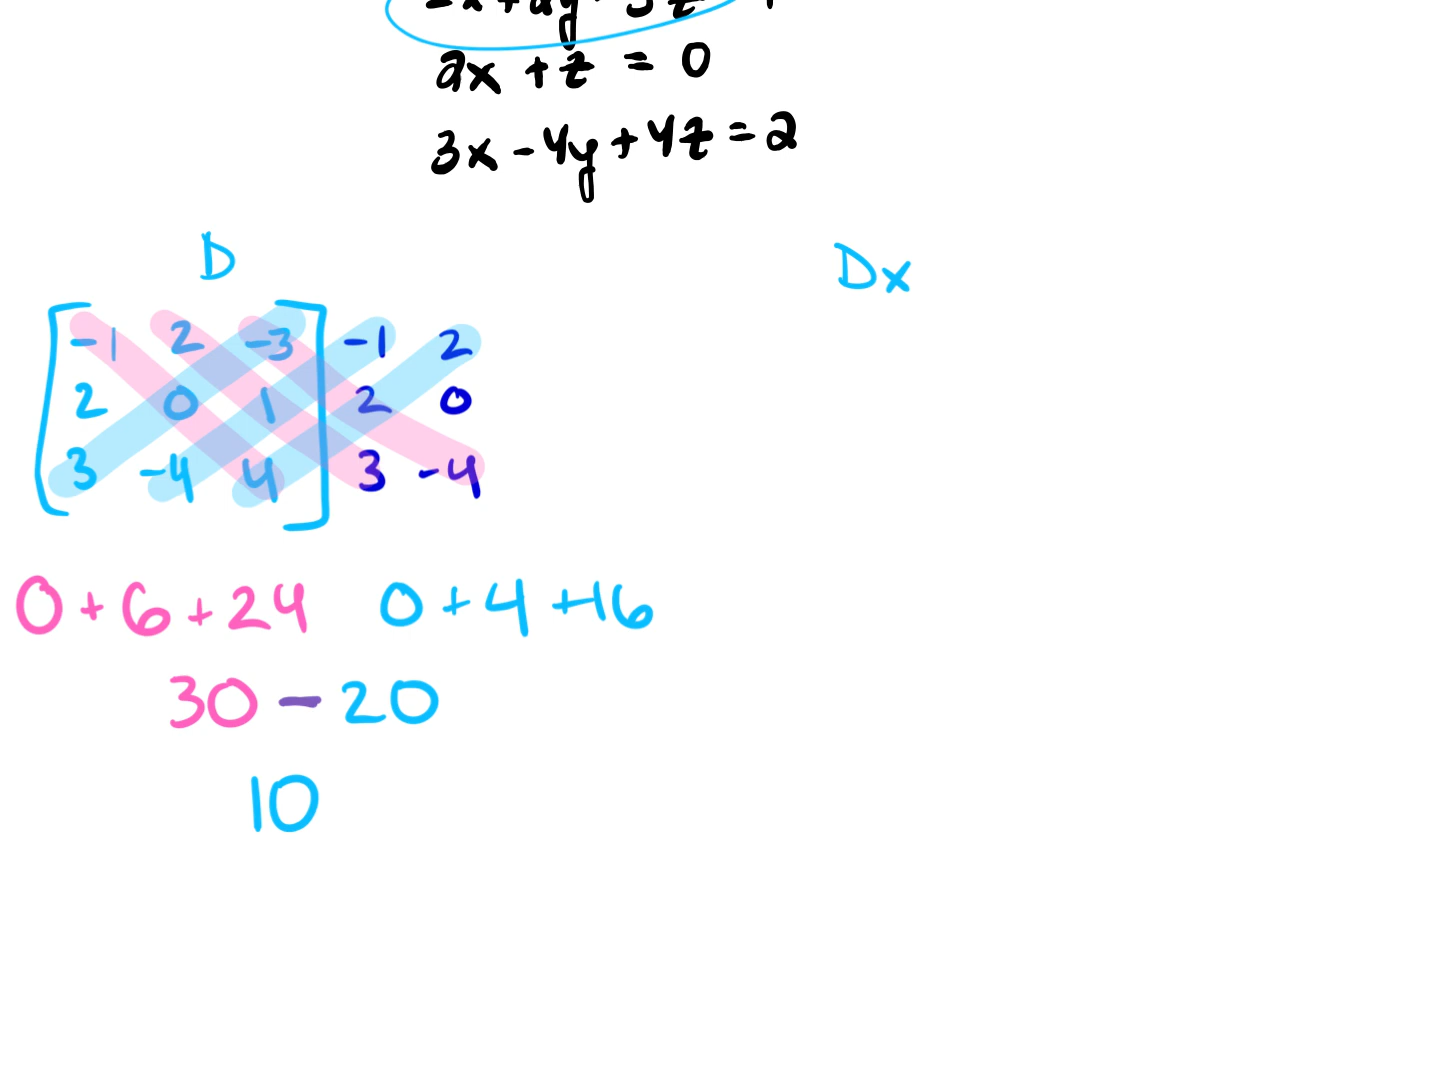 2x + z = 0
3x - 4y + 4z = 2
D
Dx
-1 2 -3 -1 2
2 0 1 2 0
3 -4 4 3 -4
0 + 6 + 24 0 + 4 + 16
30 - 20
10